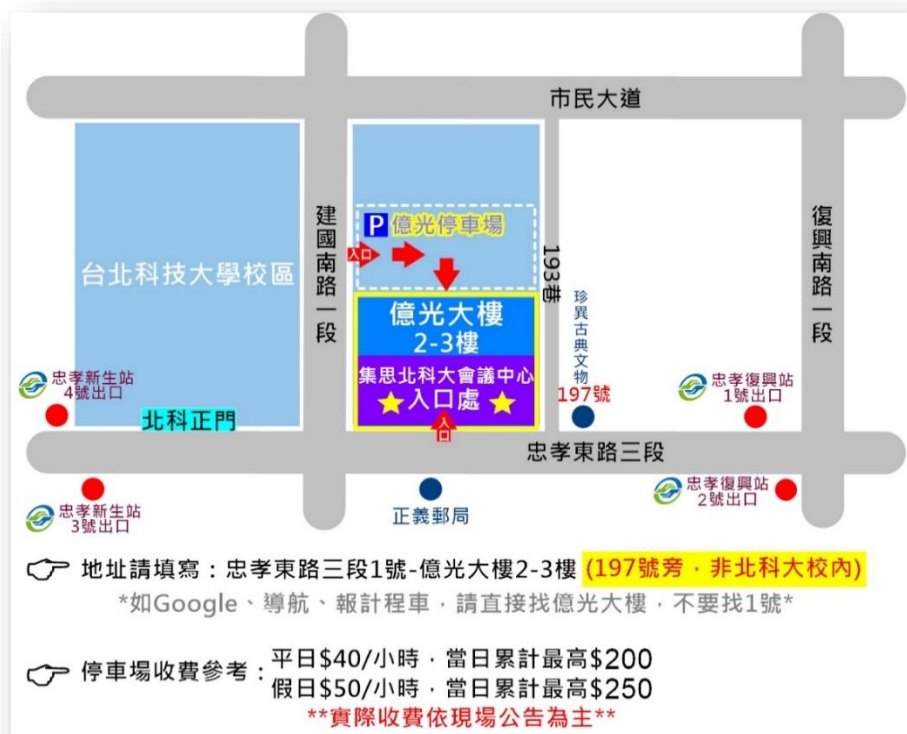 市民大道
建國南路一段
復興南路一段
P 億光停車場
入口
193巷
台北科技大學校區
億光大樓
2-3樓
珍異古典文物
197號
集思北科大會議中心
入口處
入口
忠孝新生站
4號出口
北科正門
忠孝復興站
1號出口
忠孝東路三段
忠孝新生站
3號出口
正義郵局
忠孝復興站
2號出口
地址請填寫：忠孝東路三段1號-億光大樓2-3樓 (197號旁，非北科大校內)
*如Google、導航、報計程車，請直接找億光大樓，不要找1號*
停車場收費參考：
平日$40/小時，當日累計最高$200
假日$50/小時，當日累計最高$250
**實際收費依現場公告為主**